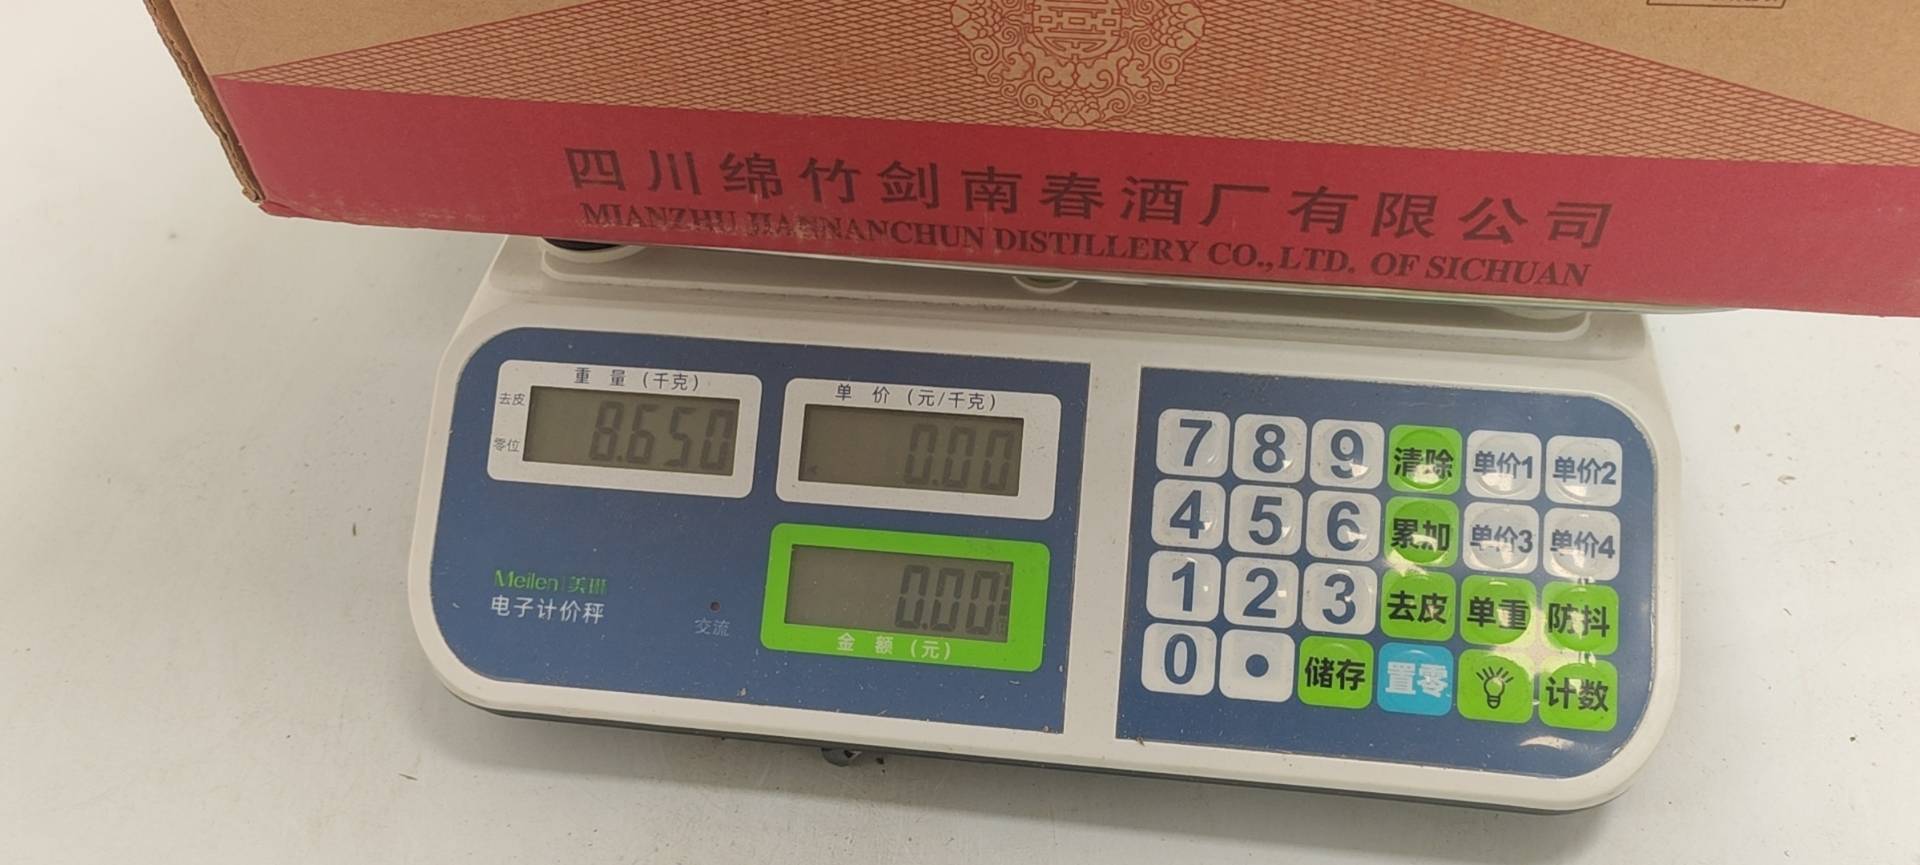 四川绵竹剑南春酒厂有限公司
MIANZHU JIANNANCHUN DISTILLERY CO.,LTD. OF SICHUAN
重 量 (千克)
去皮
零位
8.650
单 价 (元/千克)
0.00
0.00
金 额 (元)
Meilen 美琳
电子计价秤
交流
7 8 9 清除 单价1 单价2
4 5 6 累加 单价3 单价4
1 2 3 去皮 单重 防抖
0 • 储存 置零 计数